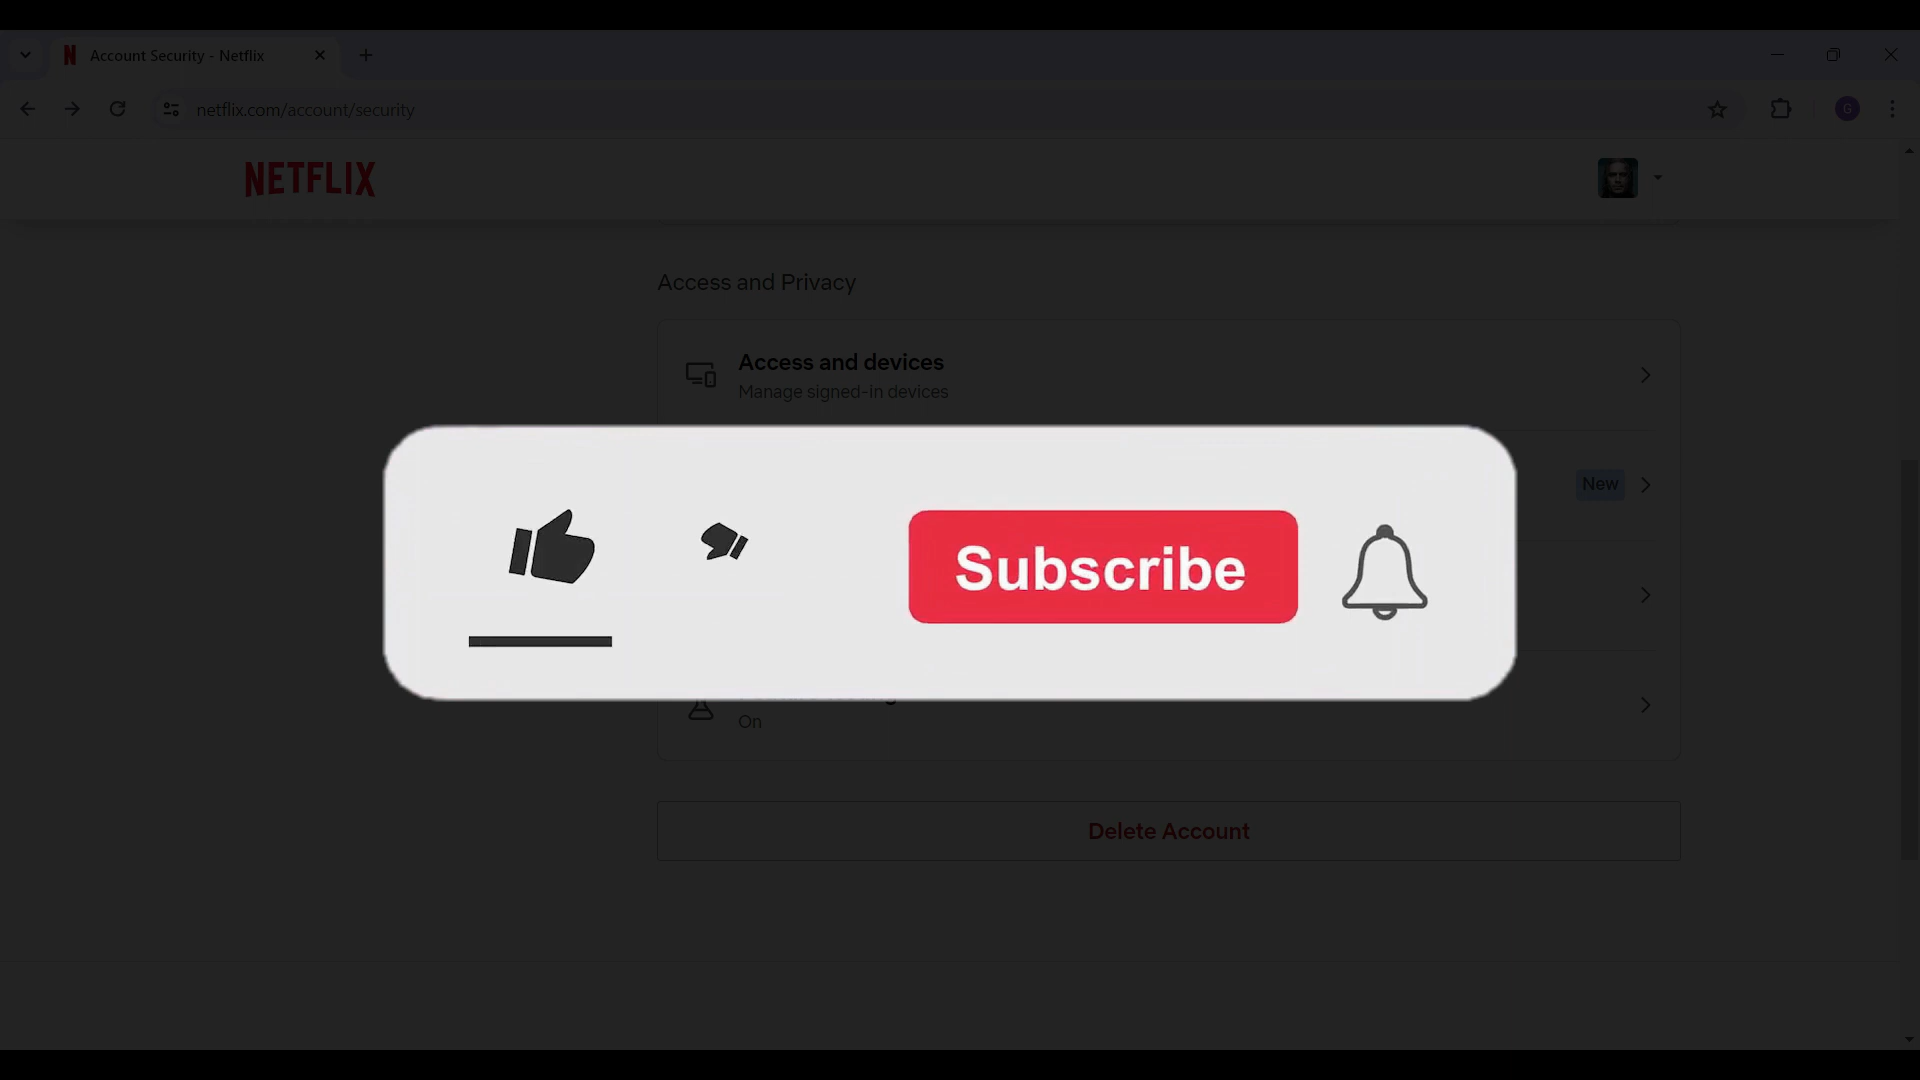 Account Security - Netflix
netflix.com/account/security
G
NETFLIX
Access and Privacy
Access and devices
Manage signed-in devices
New
Subscribe
On
Delete Account